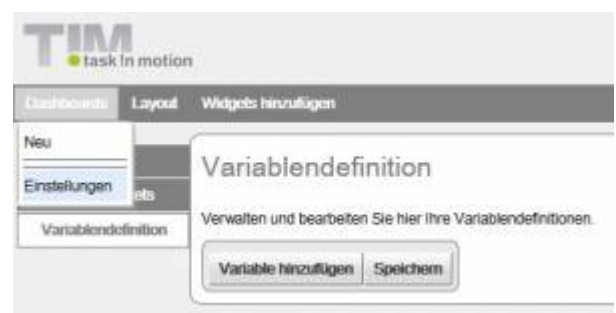 TIM
task in motion
Dashboards Layout Widgets hinzufügen
Neu
Einstellungen
ets
Variablendefinition
Variablendefinition
Verwalten und bearbeiten Sie hier Ihre Variablendefinitionen.
Variable hinzufügen Speichern